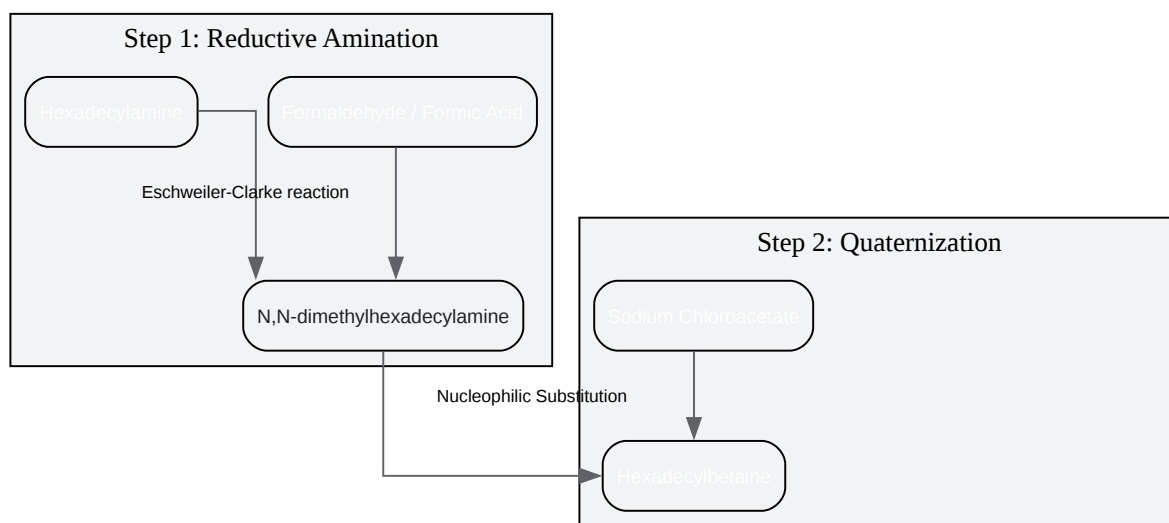 Step 1: Reductive Amination
Hexadecylamine
Formaldehyde / Formic Acid
Eschweiler-Clarke reaction
N,N-dimethylhexadecylamine
Step 2: Quaternization
Sodium Chloroacetate
Nucleophilic Substitution
Hexadecylbetaine